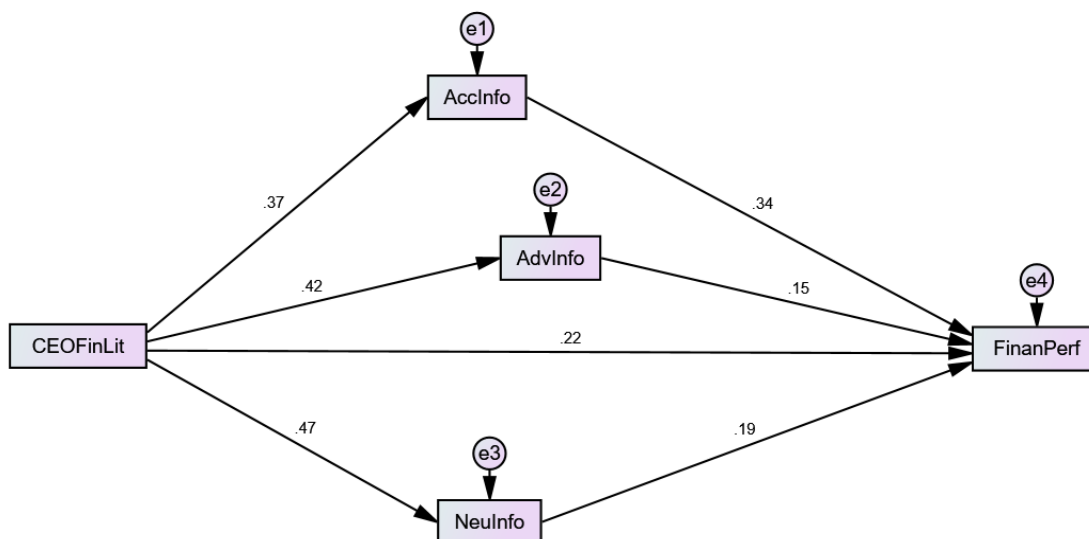 e1
AccInfo
.37
.34
e2
AdvInfo
.42
.15
e4
CEOFinLit
.22
FinanPerf
.47
.19
e3
NeuInfo